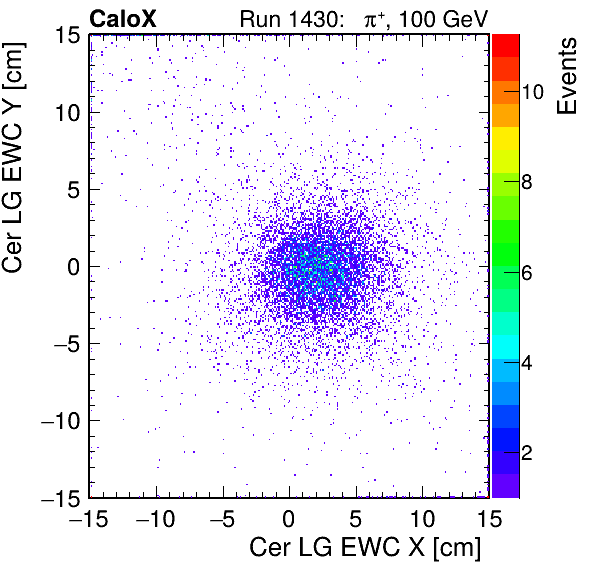 CaloX Run 1430: π⁺, 100 GeV
Cer LG EWC Y [cm]
15
10
5
0
−5
−10
−15
−15 −10 −5 0 5 10 15
Cer LG EWC X [cm]
Events
10
8
6
4
2